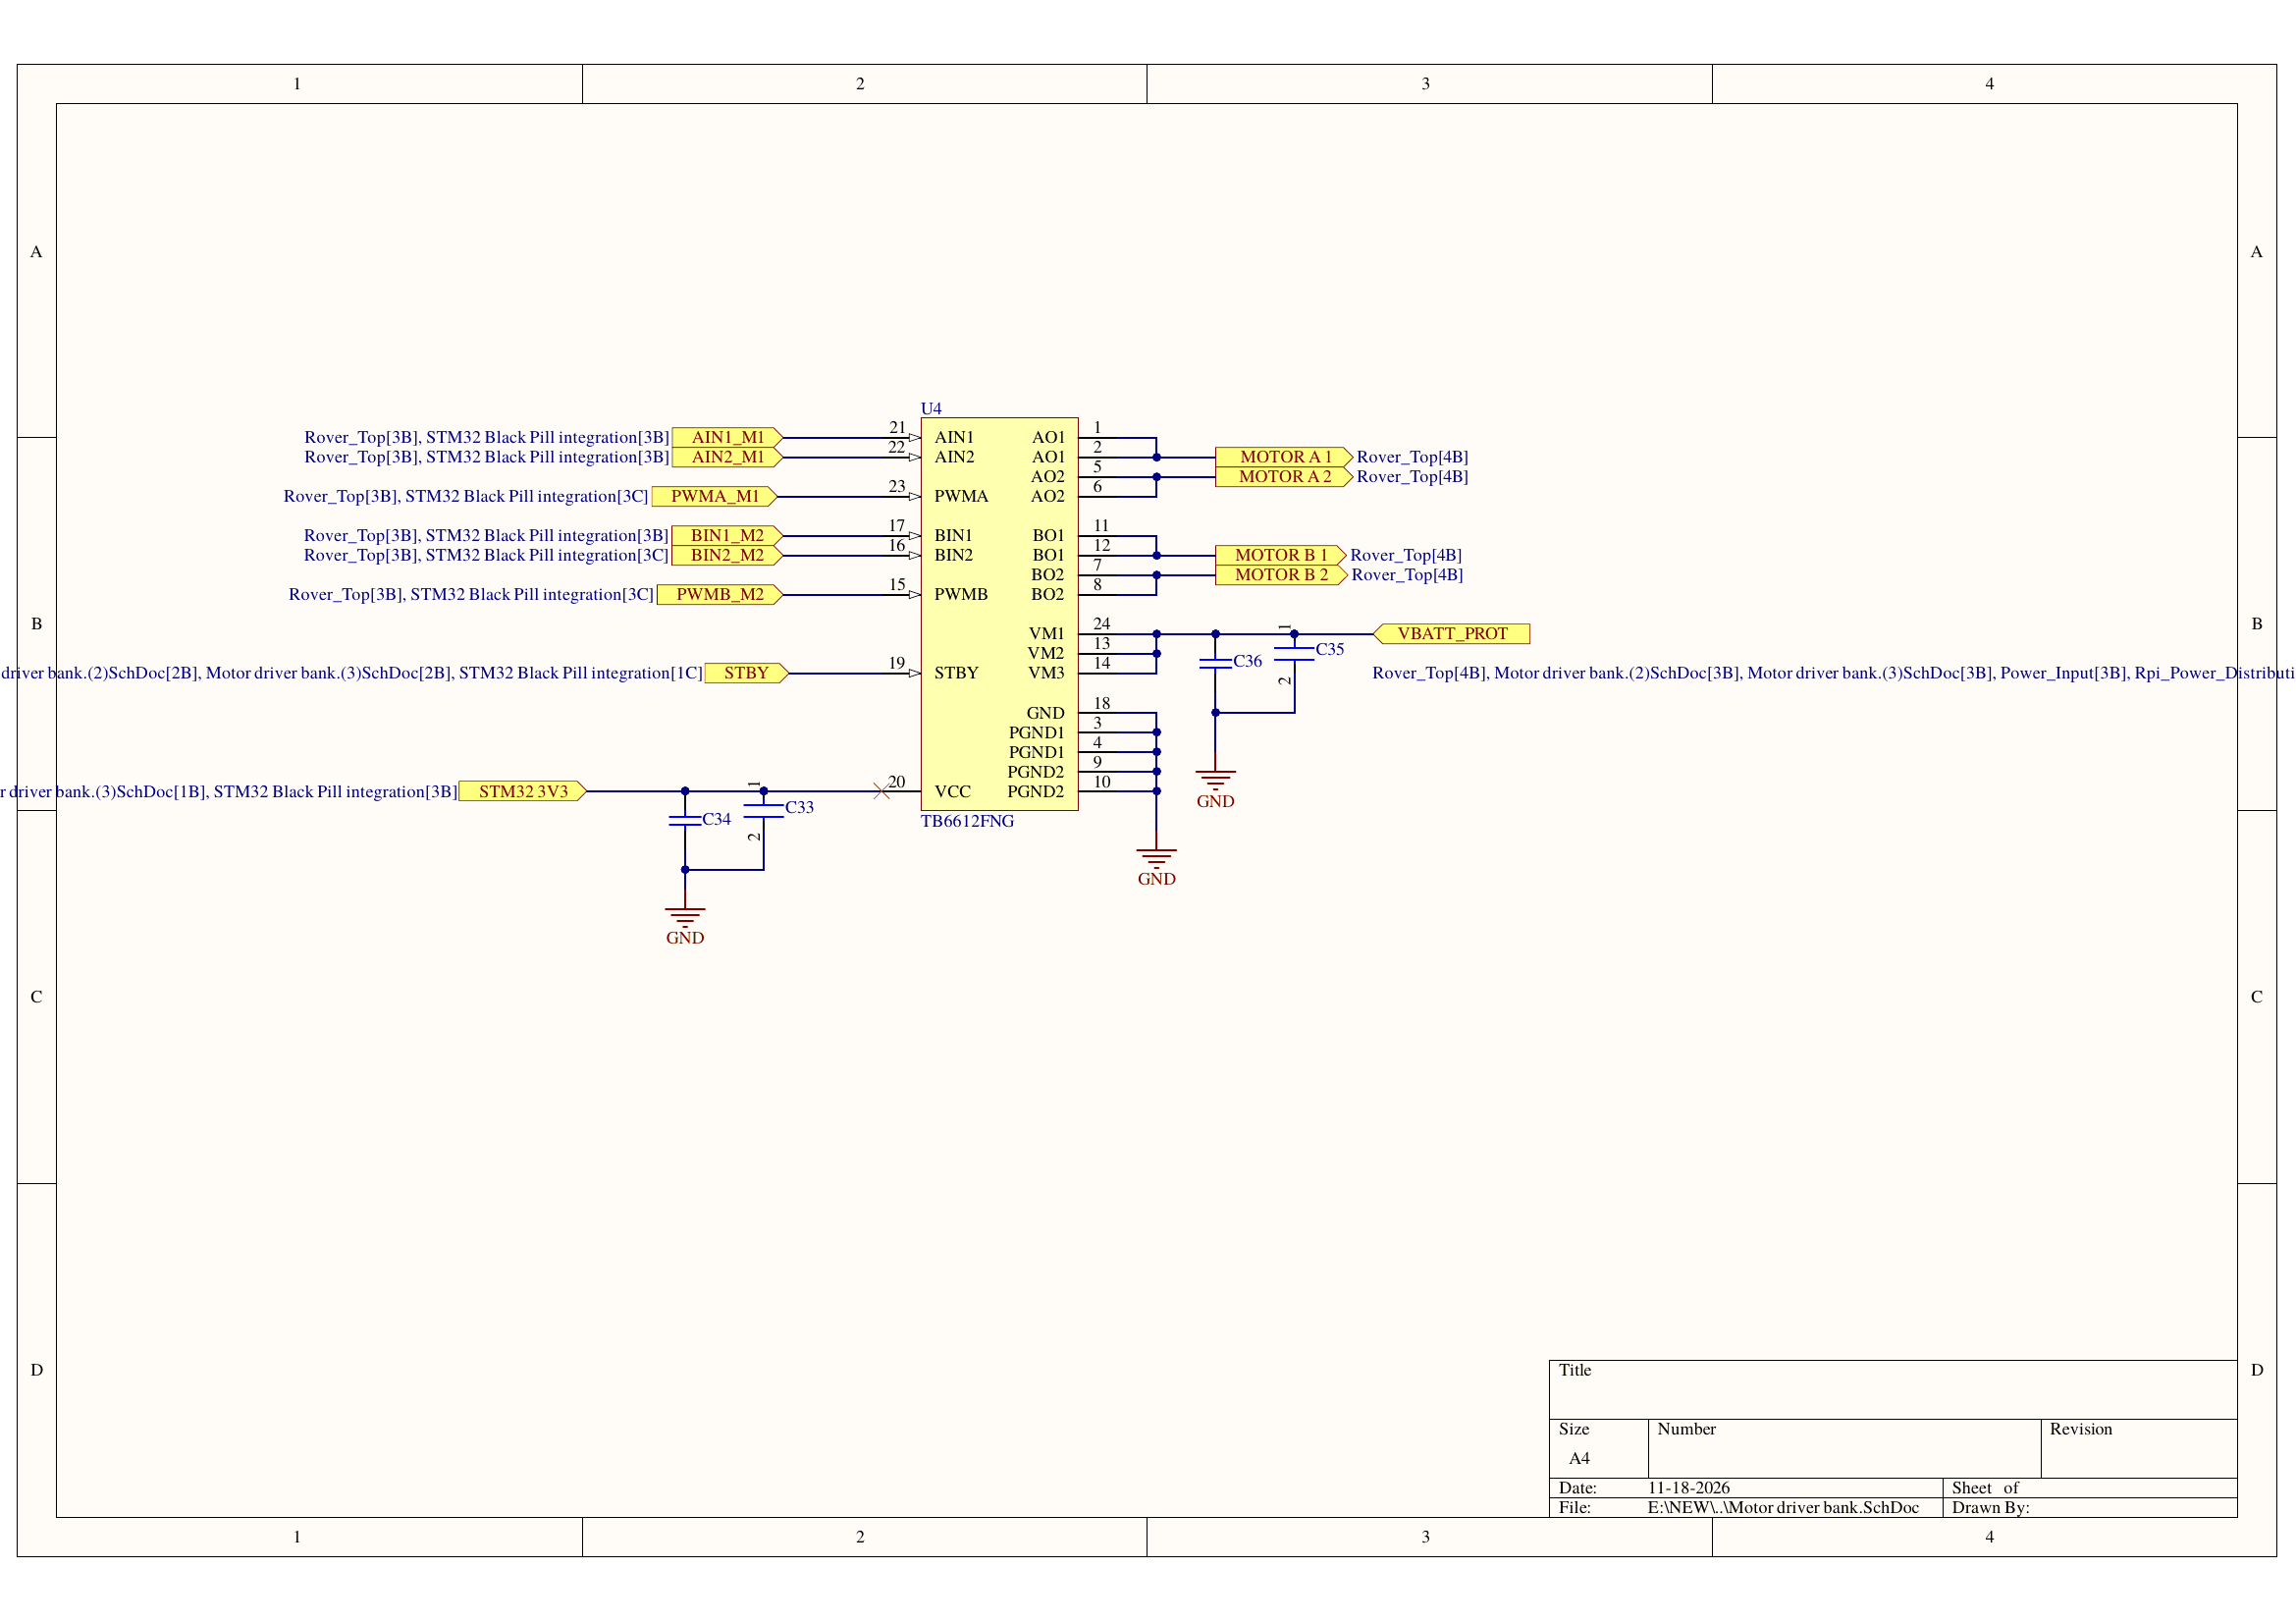 1 2 3 4
A A
U4
Rover_Top[3B], STM32 Black Pill integration[3B] AIN1_M1 21 AIN1 AO1 1
Rover_Top[3B], STM32 Black Pill integration[3B] AIN2_M1 22 AIN2 AO1 2 MOTOR A 1 Rover_Top[4B]
AO2 5 MOTOR A 2 Rover_Top[4B]
Rover_Top[3B], STM32 Black Pill integration[3C] PWMA_M1 23 PWMA AO2 6
Rover_Top[3B], STM32 Black Pill integration[3B] BIN1_M2 17 BIN1 BO1 11
Rover_Top[3B], STM32 Black Pill integration[3C] BIN2_M2 16 BIN2 BO1 12 MOTOR B 1 Rover_Top[4B]
BO2 7 MOTOR B 2 Rover_Top[4B]
Rover_Top[3B], STM32 Black Pill integration[3C] PWMB_M2 15 PWMB BO2 8
B VM1 24 1 VBATT_PROT B
VM2 13 C36 C35
driver bank.(2)SchDoc[2B], Motor driver bank.(3)SchDoc[2B], STM32 Black Pill integration[1C] STBY 19 STBY VM3 14 2 Rover_Top[4B], Motor driver bank.(2)SchDoc[3B], Motor driver bank.(3)SchDoc[3B], Power_Input[3B], Rpi_Power_Distributi
GND 18
PGND1 3
PGND1 4
PGND2 9
r driver bank.(3)SchDoc[1B], STM32 Black Pill integration[3B] STM32 3V3 1 20 VCC PGND2 10 GND
C34 C33 TB6612FNG
2
GND
GND
C C
D D
Title
Size Number Revision
A4
Date: 11-18-2026 Sheet of
File: E:\NEW\..\Motor driver bank.SchDoc Drawn By:
1 2 3 4